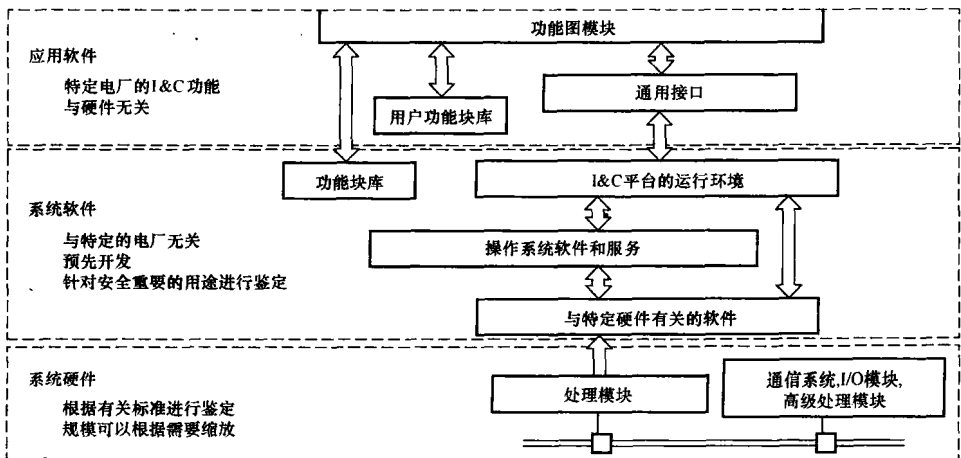 功能图模块
应用软件
特定电厂的I&C功能
与硬件无关
通用接口
用户功能块库
功能块库
I&C平台的运行环境
系统软件
与特定的电厂无关
预先开发
针对安全重要的用途进行鉴定
操作系统软件和服务
与特定硬件有关的软件
系统硬件
根据有关标准进行鉴定
规模可以根据需要缩放
处理模块
通信系统,I/O模块,
高级处理模块